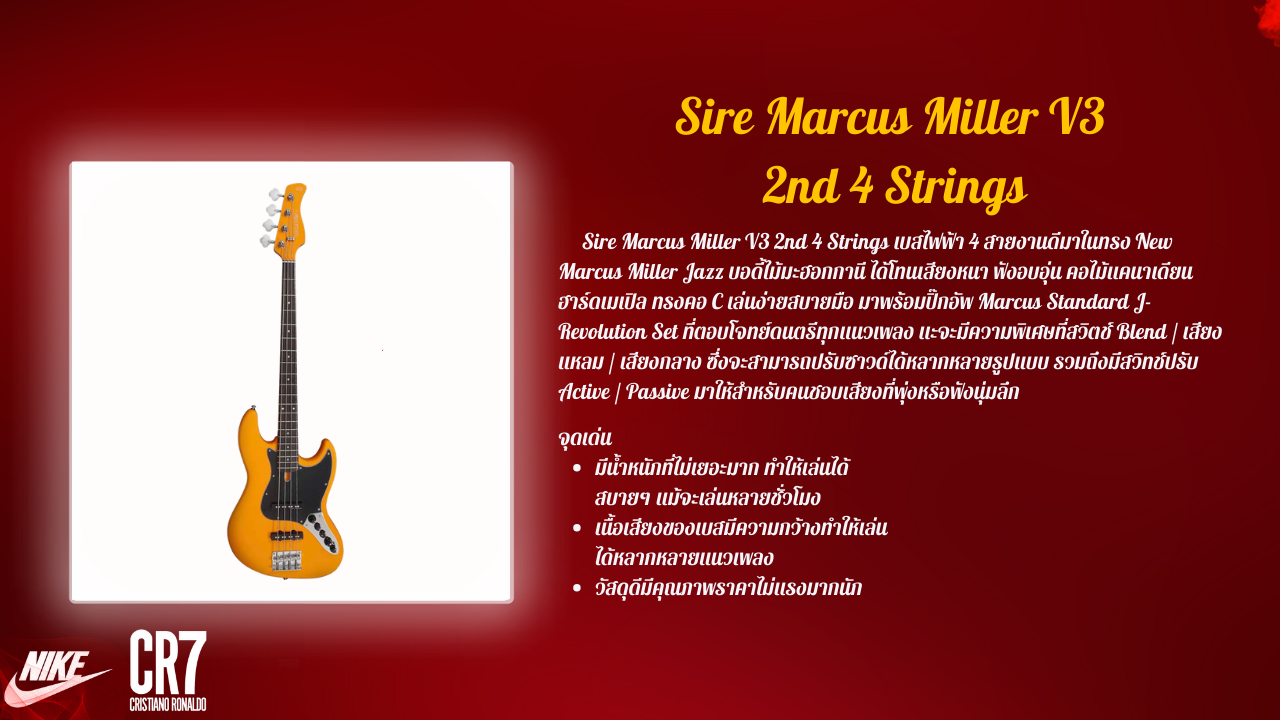 Sire Marcus Miller V3
2nd 4 Strings
Sire Marcus Miller V3 2nd 4 Strings เบสไฟฟ้า 4 สายงานดีมาในทรง New
Marcus Miller Jazz บอดี้ไม้มะฮอกกานี ได้โทนเสียงหนา ฟังอบอุ่น คอไม้แคนาเดียน
ฮาร์ดเมเปิล ทรงคอ C เล่นง่ายสบายมือ มาพร้อมปิ๊กอัพ Marcus Standard J-
Revolution Set ที่ตอบโจทย์ดนตรีทุกแนวเพลง และจะมีความพิเศษที่สวิตช์ Blend / เสียง
แหลม / เสียงกลาง ซึ่งจะสามารถปรับซาวด์ได้หลากหลายรูปแบบ รวมถึงมีสวิทช์ปรับ
Active / Passive มาให้สำหรับคนชอบเสียงที่พุ่งหรือฟังนุ่มลึก
จุดเด่น
• มีน้ำหนักที่ไม่เยอะมาก ทำให้เล่นได้
สบายๆ แม้จะเล่นหลายชั่วโมง
• เนื้อเสียงของเบสมีความกว้างทำให้เล่น
ได้หลากหลายแนวเพลง
• วัสดุดีมีคุณภาพราคาไม่แรงมากนัก
NIKE
CR7
CRISTIANO RONALDO